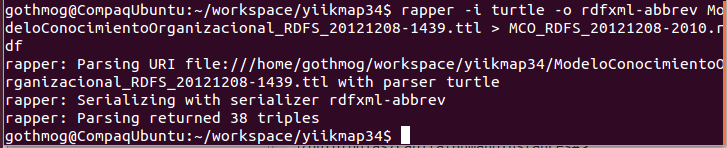 gothmog@CompaqUbuntu:~/workspace/yiikmap34$ rapper -i turtle -o rdfxml-abbrev Mo
deloConocimientoOrganizacional_RDFS_20121208-1439.ttl > MCO_RDFS_20121208-2010.r
df
rapper: Parsing URI file:///home/gothmog/workspace/yiikmap34/ModeloConocimientoO
rganizacional_RDFS_20121208-1439.ttl with parser turtle
rapper: Serializing with serializer rdfxml-abbrev
rapper: Parsing returned 38 triples
gothmog@CompaqUbuntu:~/workspace/yiikmap34$